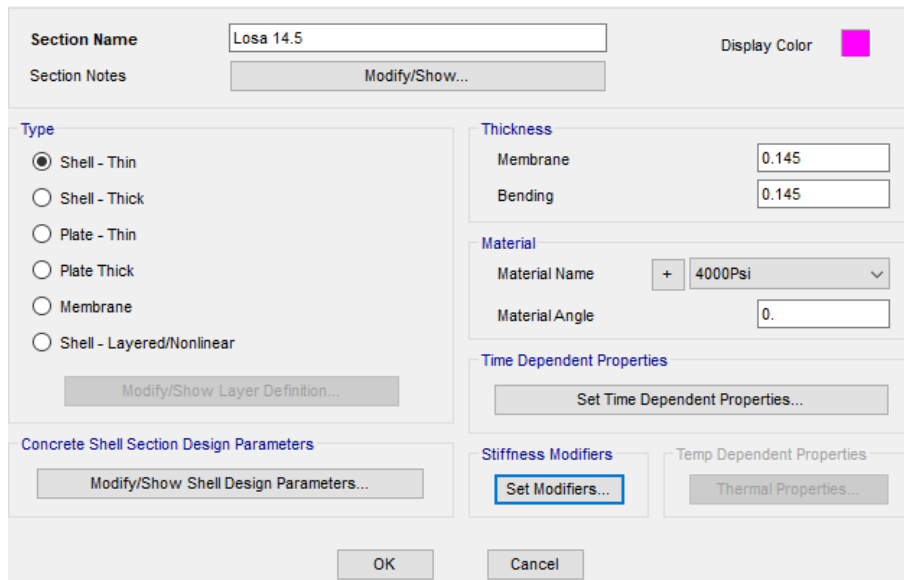 Section Name
Losa 14.5
Display Color
Section Notes
Modify/Show...
Type
Shell - Thin
Shell - Thick
Plate - Thin
Plate Thick
Membrane
Shell - Layered/Nonlinear
Modify/Show Layer Definition...
Thickness
Membrane
0.145
Bending
0.145
Material
Material Name
+
4000Psi
Material Angle
0.
Time Dependent Properties
Set Time Dependent Properties...
Concrete Shell Section Design Parameters
Modify/Show Shell Design Parameters...
Stiffness Modifiers
Set Modifiers...
Temp Dependent Properties
Thermal Properties...
OK
Cancel